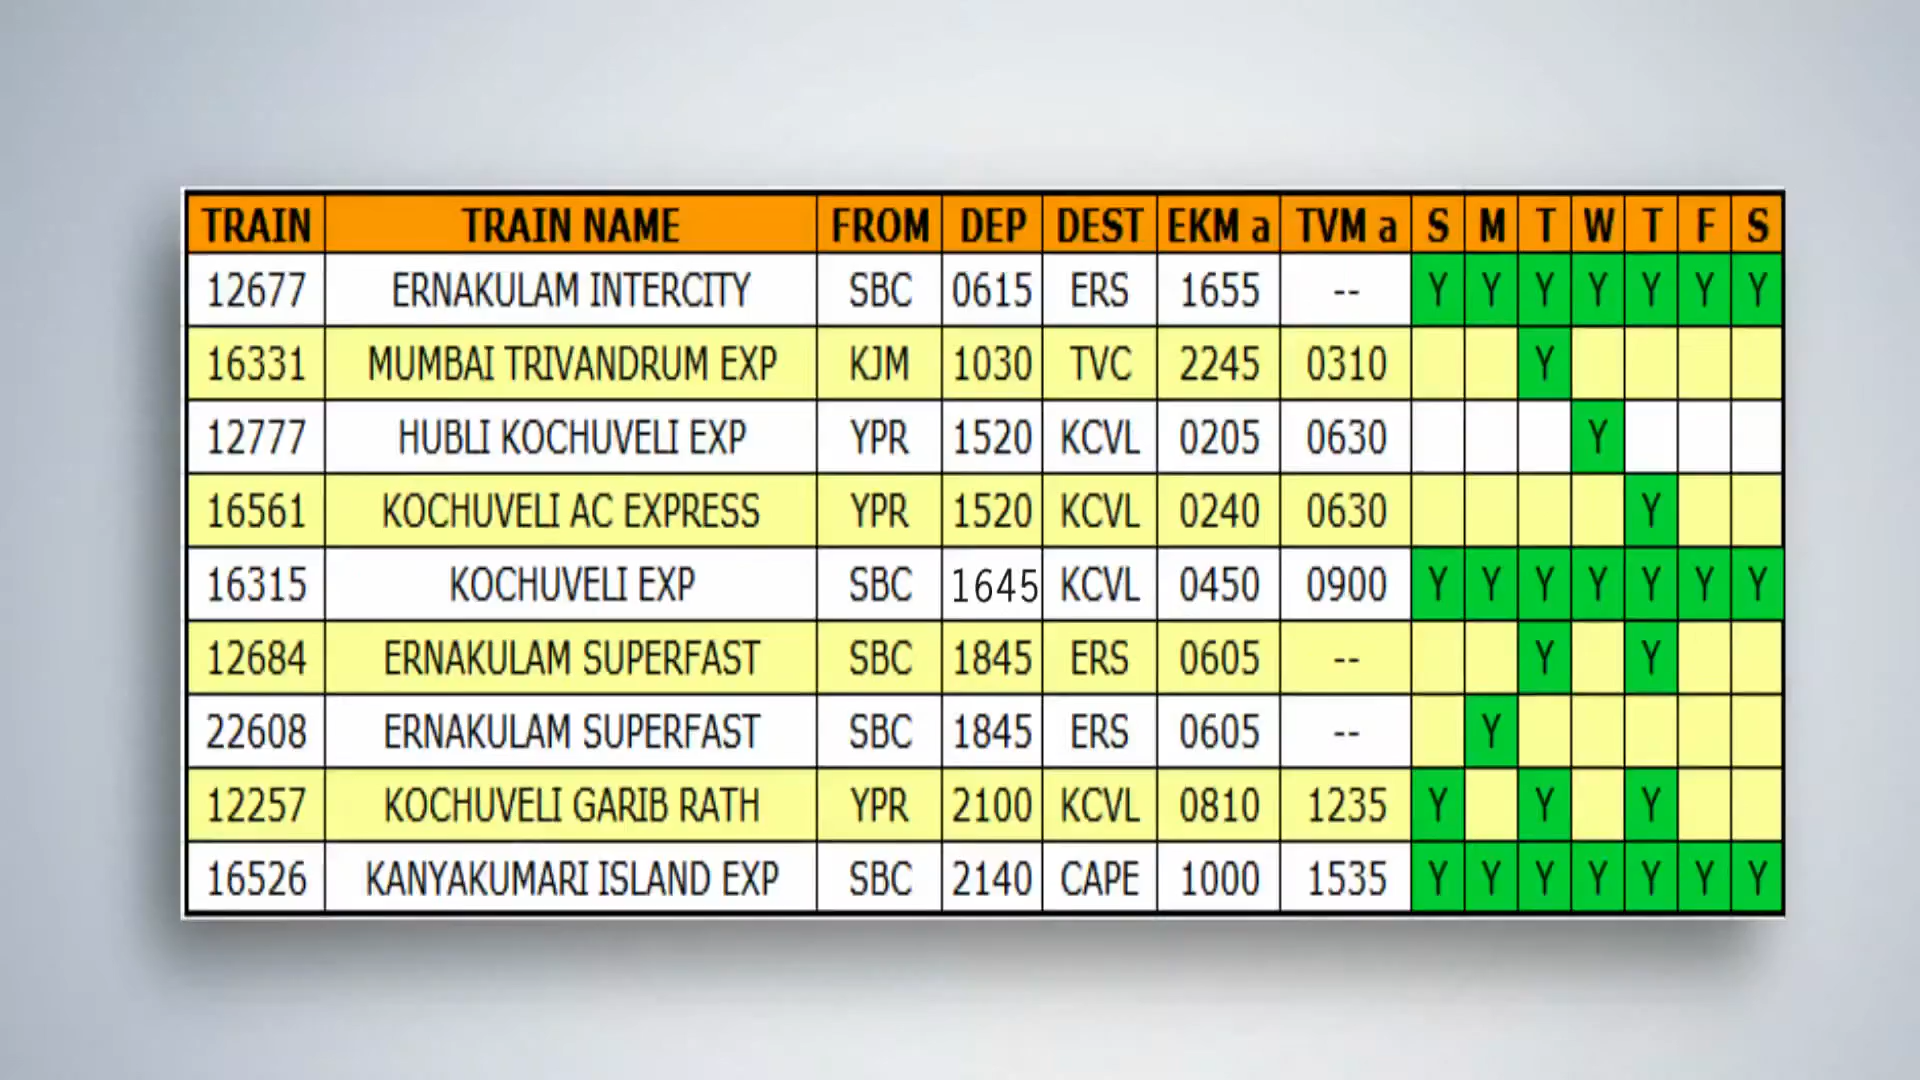 TRAIN TRAIN NAME FROM DEP DEST EKM a TVM a S M T W T F S
12677 ERNAKULAM INTERCITY SBC 0615 ERS 1655 -- Y Y Y Y Y Y Y
16331 MUMBAI TRIVANDRUM EXP KJM 1030 TVC 2245 0310 Y
12777 HUBLI KOCHUVELI EXP YPR 1520 KCVL 0205 0630 Y
16561 KOCHUVELI AC EXPRESS YPR 1520 KCVL 0240 0630 Y
16315 KOCHUVELI EXP SBC 1645 KCVL 0450 0900 Y Y Y Y Y Y Y
12684 ERNAKULAM SUPERFAST SBC 1845 ERS 0605 -- Y Y
22608 ERNAKULAM SUPERFAST SBC 1845 ERS 0605 -- Y
12257 KOCHUVELI GARIB RATH YPR 2100 KCVL 0810 1235 Y Y Y
16526 KANYAKUMARI ISLAND EXP SBC 2140 CAPE 1000 1535 Y Y Y Y Y Y Y